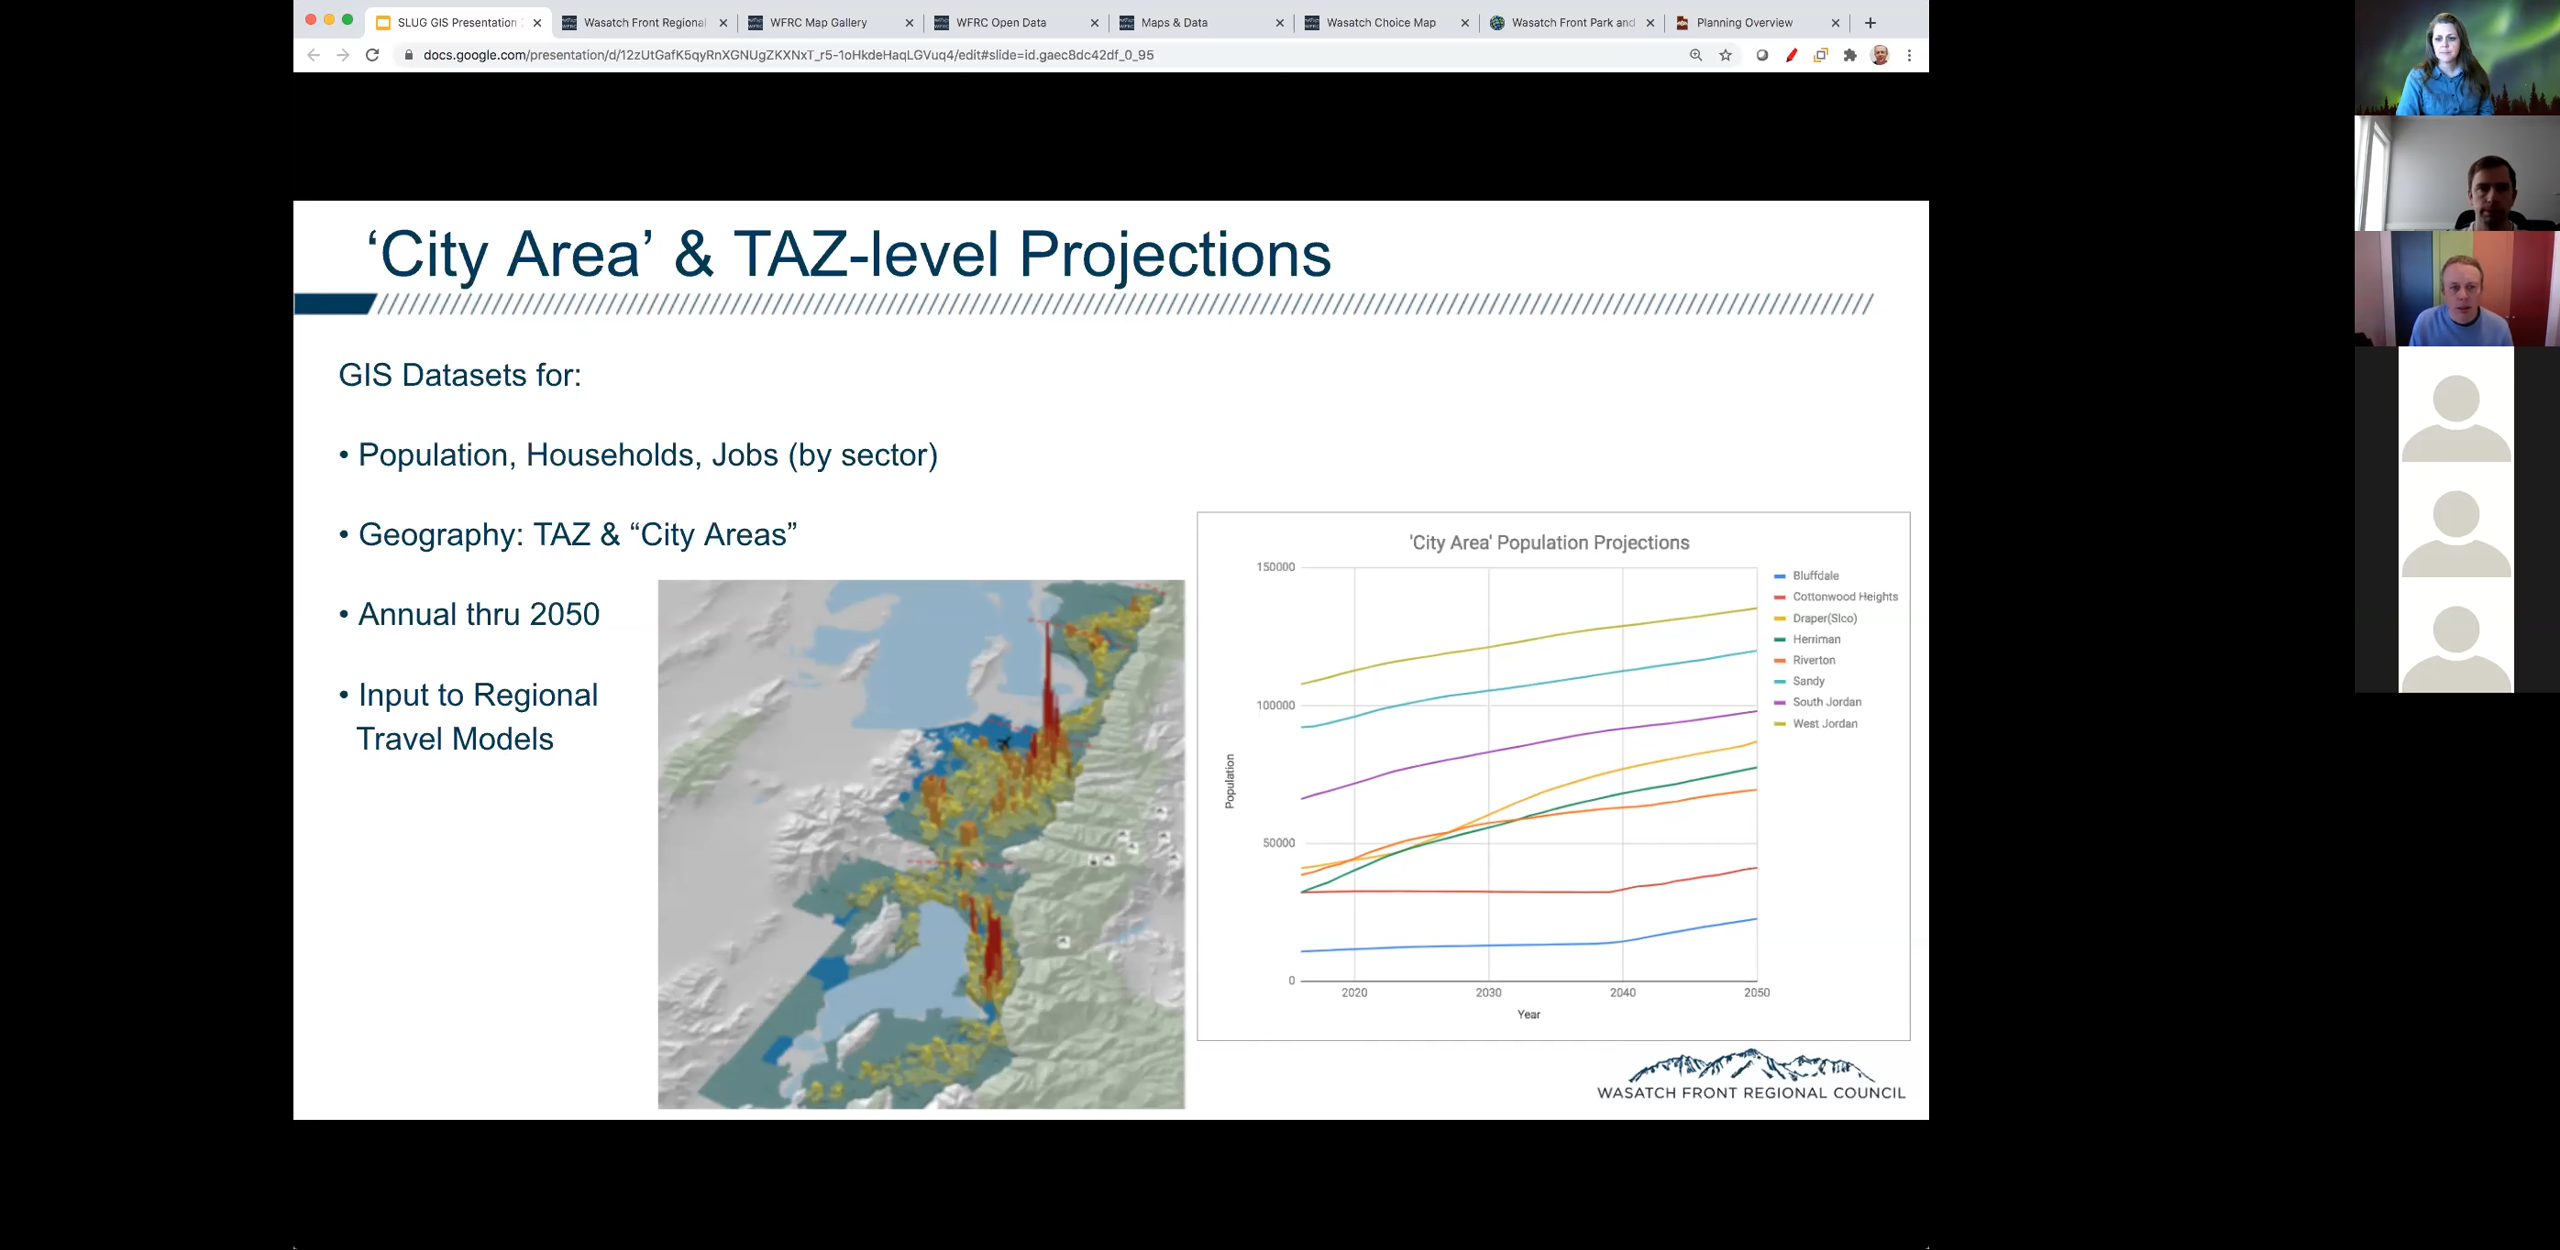 SLUG GIS Presentation
Wasatch Front Regional
WFRC Map Gallery
WFRC Open Data
Maps & Data
Wasatch Choice Map
Wasatch Front Park and
Planning Overview
docs.google.com/presentation/d/12zUtGafK5qyRnXGNUgZKXNxT_r5-1oHkdeHaqLGVuq4/edit#slide=id.gaec8dc42df_0_95
‘City Area’ & TAZ-level Projections
GIS Datasets for:
• Population, Households, Jobs (by sector)
• Geography: TAZ & “City Areas”
• Annual thru 2050
• Input to Regional
Travel Models
'City Area' Population Projections
150000
100000
50000
0
Population
2020
2030
2040
2050
Year
Bluffdale
Cottonwood Heights
Draper(Slco)
Herriman
Riverton
Sandy
South Jordan
West Jordan
WASATCH FRONT REGIONAL COUNCIL